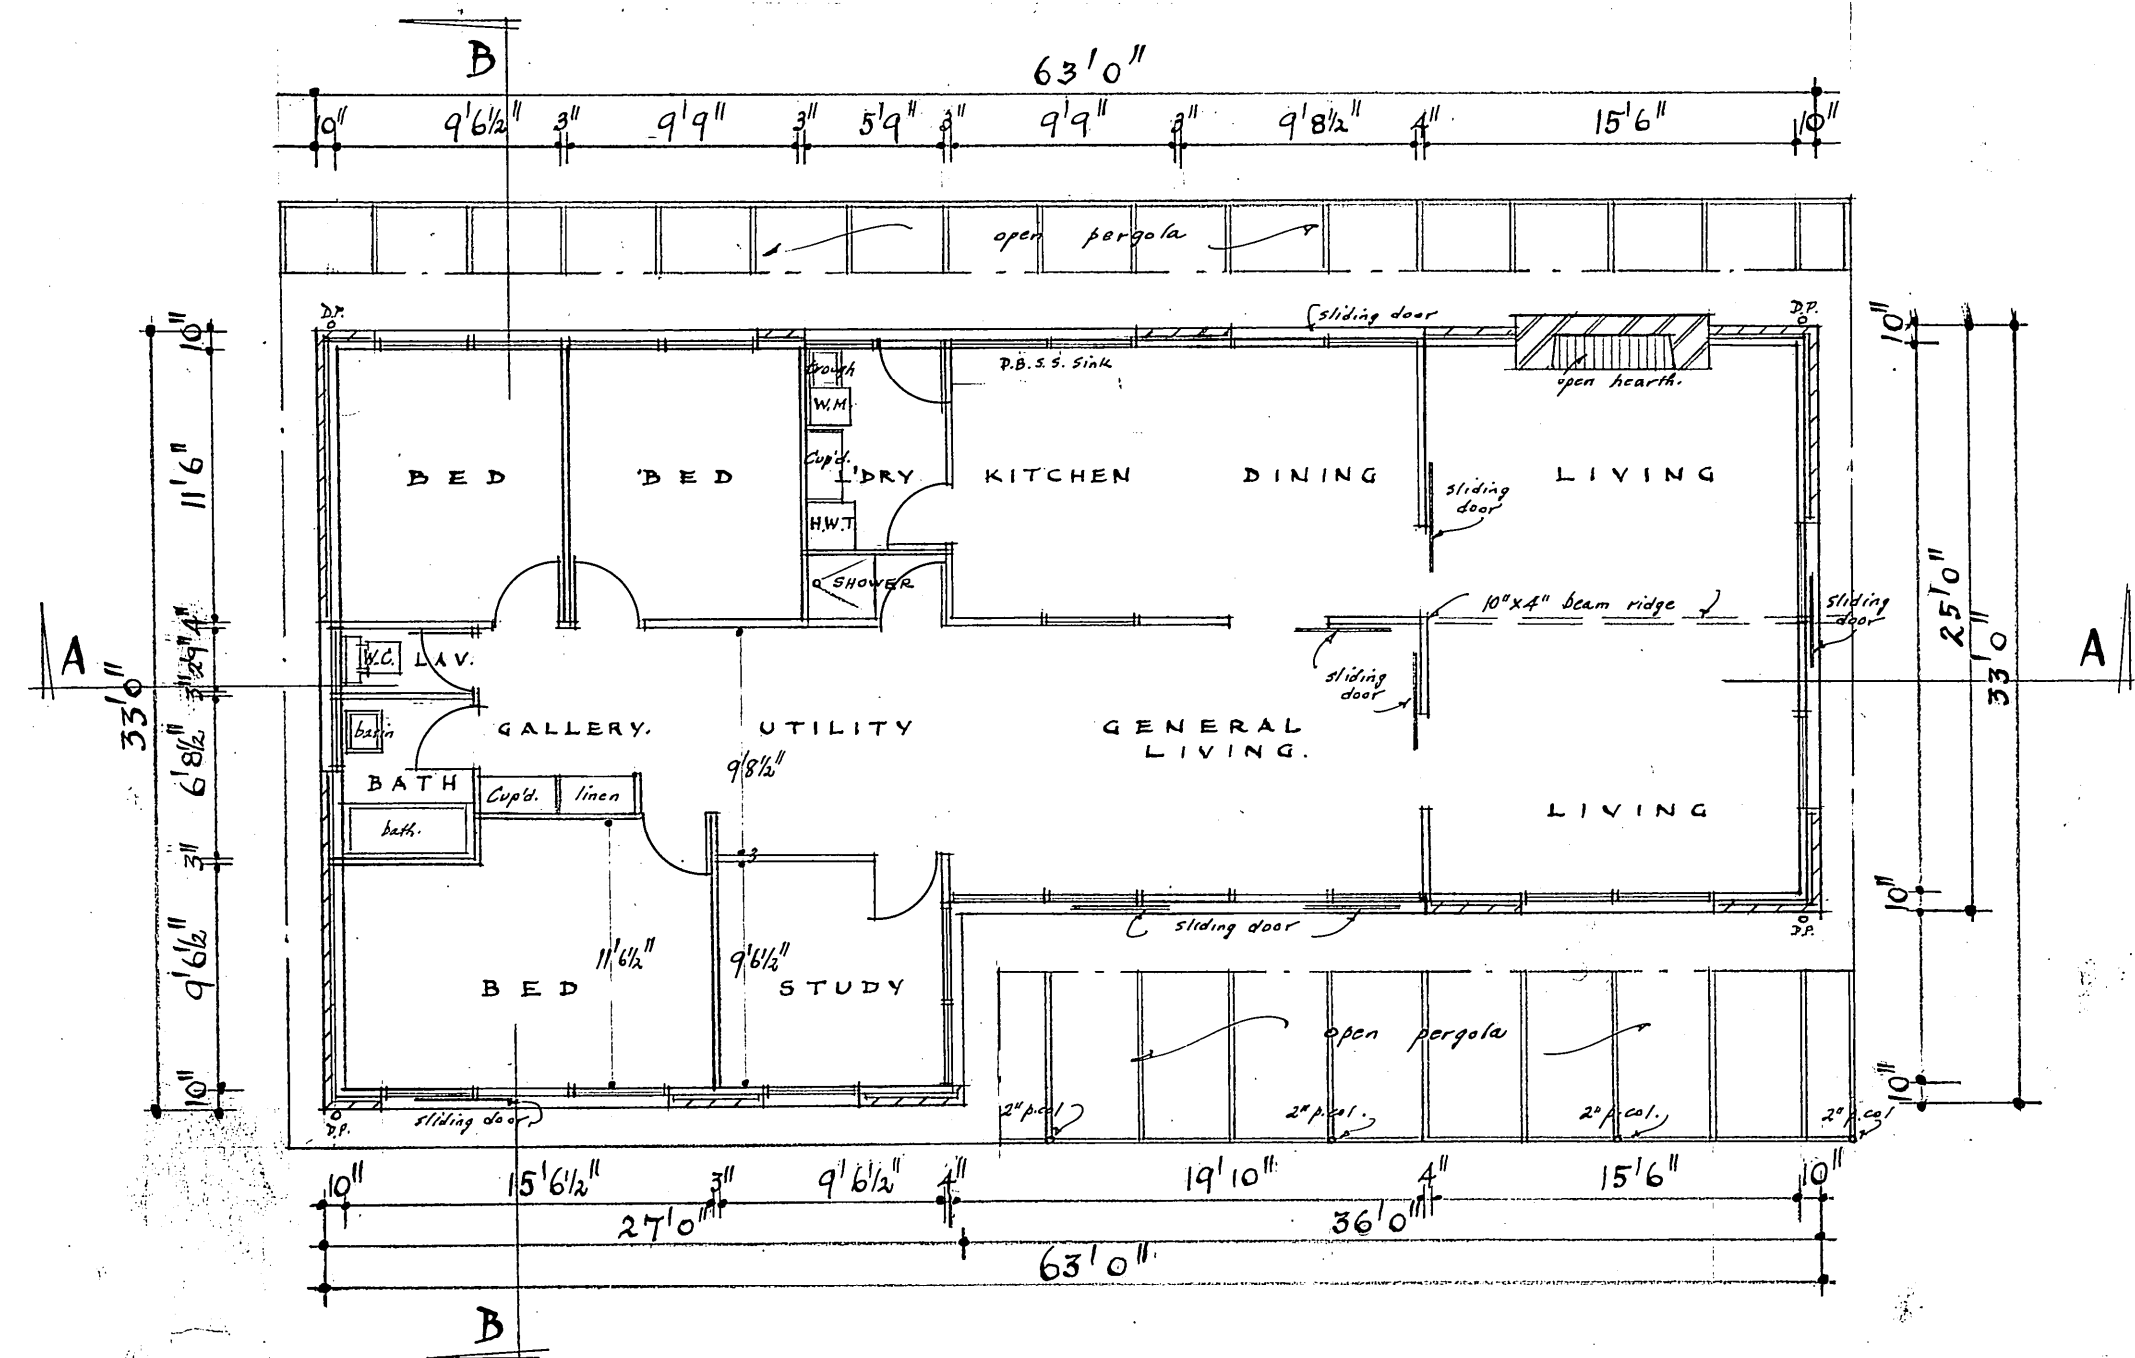 B
63'0"
10" 9'6½" 3" 9'9" 3" 5'9" 3" 9'9" 3" 9'8½" 4" 15'6" 10"
open pergola
D.P.
sliding door
D.P.
10"
10"
trough
D.B.S.S. Sink
open hearth.
W.M.
11'6"
BED
BED
Cup'd.
L'DRY
KITCHEN
DINING
LIVING
sliding
door
H.W.T
SHOWER
10"x4" beam ridge
sliding
door
25'0"
4"
A
W.C.
LAV.
2'9"
3"
33'0"
sliding
door
33'0"
A
basin
GALLERY.
UTILITY
GENERAL
LIVING.
6'8½"
9'8½"
BATH
Cup'd.
linen
LIVING
bath.
3"
3
10"
sliding door
D.P.
9'6½"
11'6½"
9'6½"
BED
STUDY
open pergola
10"
10"
D.P.
sliding door
2" p.col.
2" p.col.
2" p.col.
2" p.col
10" 15'6½" 3" 9'6½" 4" 19'10" 4" 15'6" 10"
27'0" 36'0"
63'0"
B